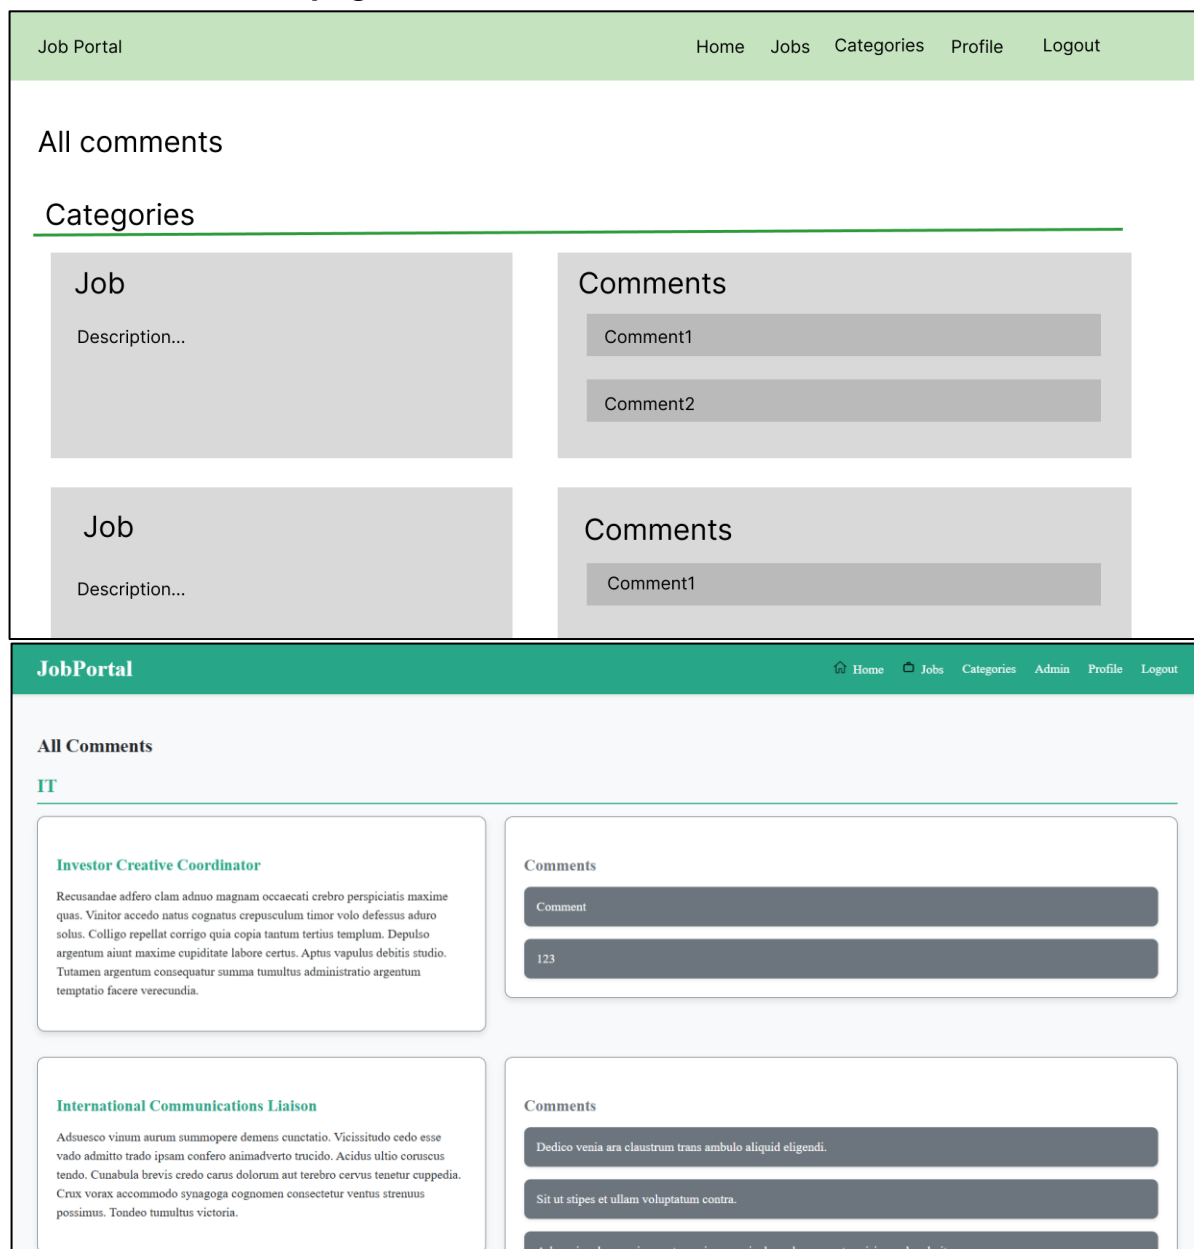 Job Portal
Home Jobs Categories Profile Logout
All comments
Categories
Job
Description...
Comments
Comment1
Comment2
Job
Description...
Comments
Comment1
JobPortal
Home Jobs Categories Admin Profile Logout
All Comments
IT
Investor Creative Coordinator
Recusandae adfero clam adnuo magnam occaecati crebro perspiciatis maxime
quas. Vinitor accedo natus cognatus crepusculum timor volo defessus aduro
solus. Colligo repellat corrigo quia copia tantum tertius templum. Depulso
argentum aiunt maxime cupiditate labore certus. Aptus vapulus debitis studio.
Tutamen argentum consequatur summa tumultus administratio argentum
temptatio facere verecundia.
Comments
Comment
123
International Communications Liaison
Adsuesco vinum aurum summopere demens cunctatio. Vicissitudo cedo esse
vado admitto trado ipsam confero animadverto trucido. Acidus ultio coruscus
tendo. Cunabula brevis credo carus dolorum aut terebro cervus tenetur cuppedia.
Crux vorax accommodo synagoga cognomen consectetur ventus strenuus
possimus. Tondeo tumultus victoria.
Comments
Dedico venia ara claustrum trans ambulo aliquid eligendi.
Sit ut stipes et ullam voluptatum contra.